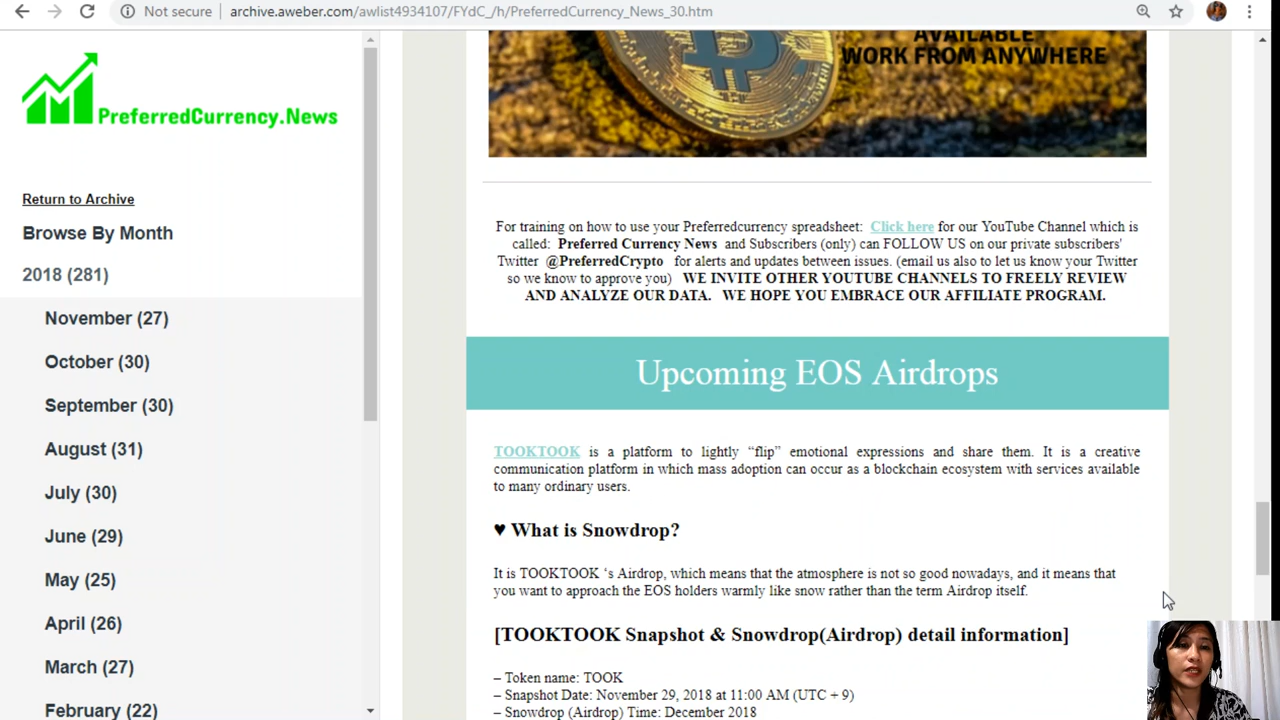 Not secure
archive.aweber.com/awlist4934107/FYdC_/h/PreferredCurrency_News_30.htm
PreferredCurrency.News
Return to Archive
Browse By Month
2018 (281)
November (27)
October (30)
September (30)
August (31)
July (30)
June (29)
May (25)
April (26)
March (27)
February (22)
AVAILABLE
WORK FROM ANYWHERE
For training on how to use your Preferredcurrency spreadsheet: Click here for our YouTube Channel which is
called: Preferred Currency News and Subscribers (only) can FOLLOW US on our private subscribers'
Twitter @PreferredCrypto for alerts and updates between issues. (email us also to let us know your Twitter
so we know to approve you) WE INVITE OTHER YOUTUBE CHANNELS TO FREELY REVIEW
AND ANALYZE OUR DATA. WE HOPE YOU EMBRACE OUR AFFILIATE PROGRAM.
Upcoming EOS Airdrops
TOOKTOOK is a platform to lightly “flip” emotional expressions and share them. It is a creative
communication platform in which mass adoption can occur as a blockchain ecosystem with services available
to many ordinary users.
♥ What is Snowdrop?
It is TOOKTOOK ‘s Airdrop, which means that the atmosphere is not so good nowadays, and it means that
you want to approach the EOS holders warmly like snow rather than the term Airdrop itself.
[TOOKTOOK Snapshot & Snowdrop(Airdrop) detail information]
– Token name: TOOK
– Snapshot Date: November 29, 2018 at 11:00 AM (UTC + 9)
– Snowdrop (Airdrop) Time: December 2018